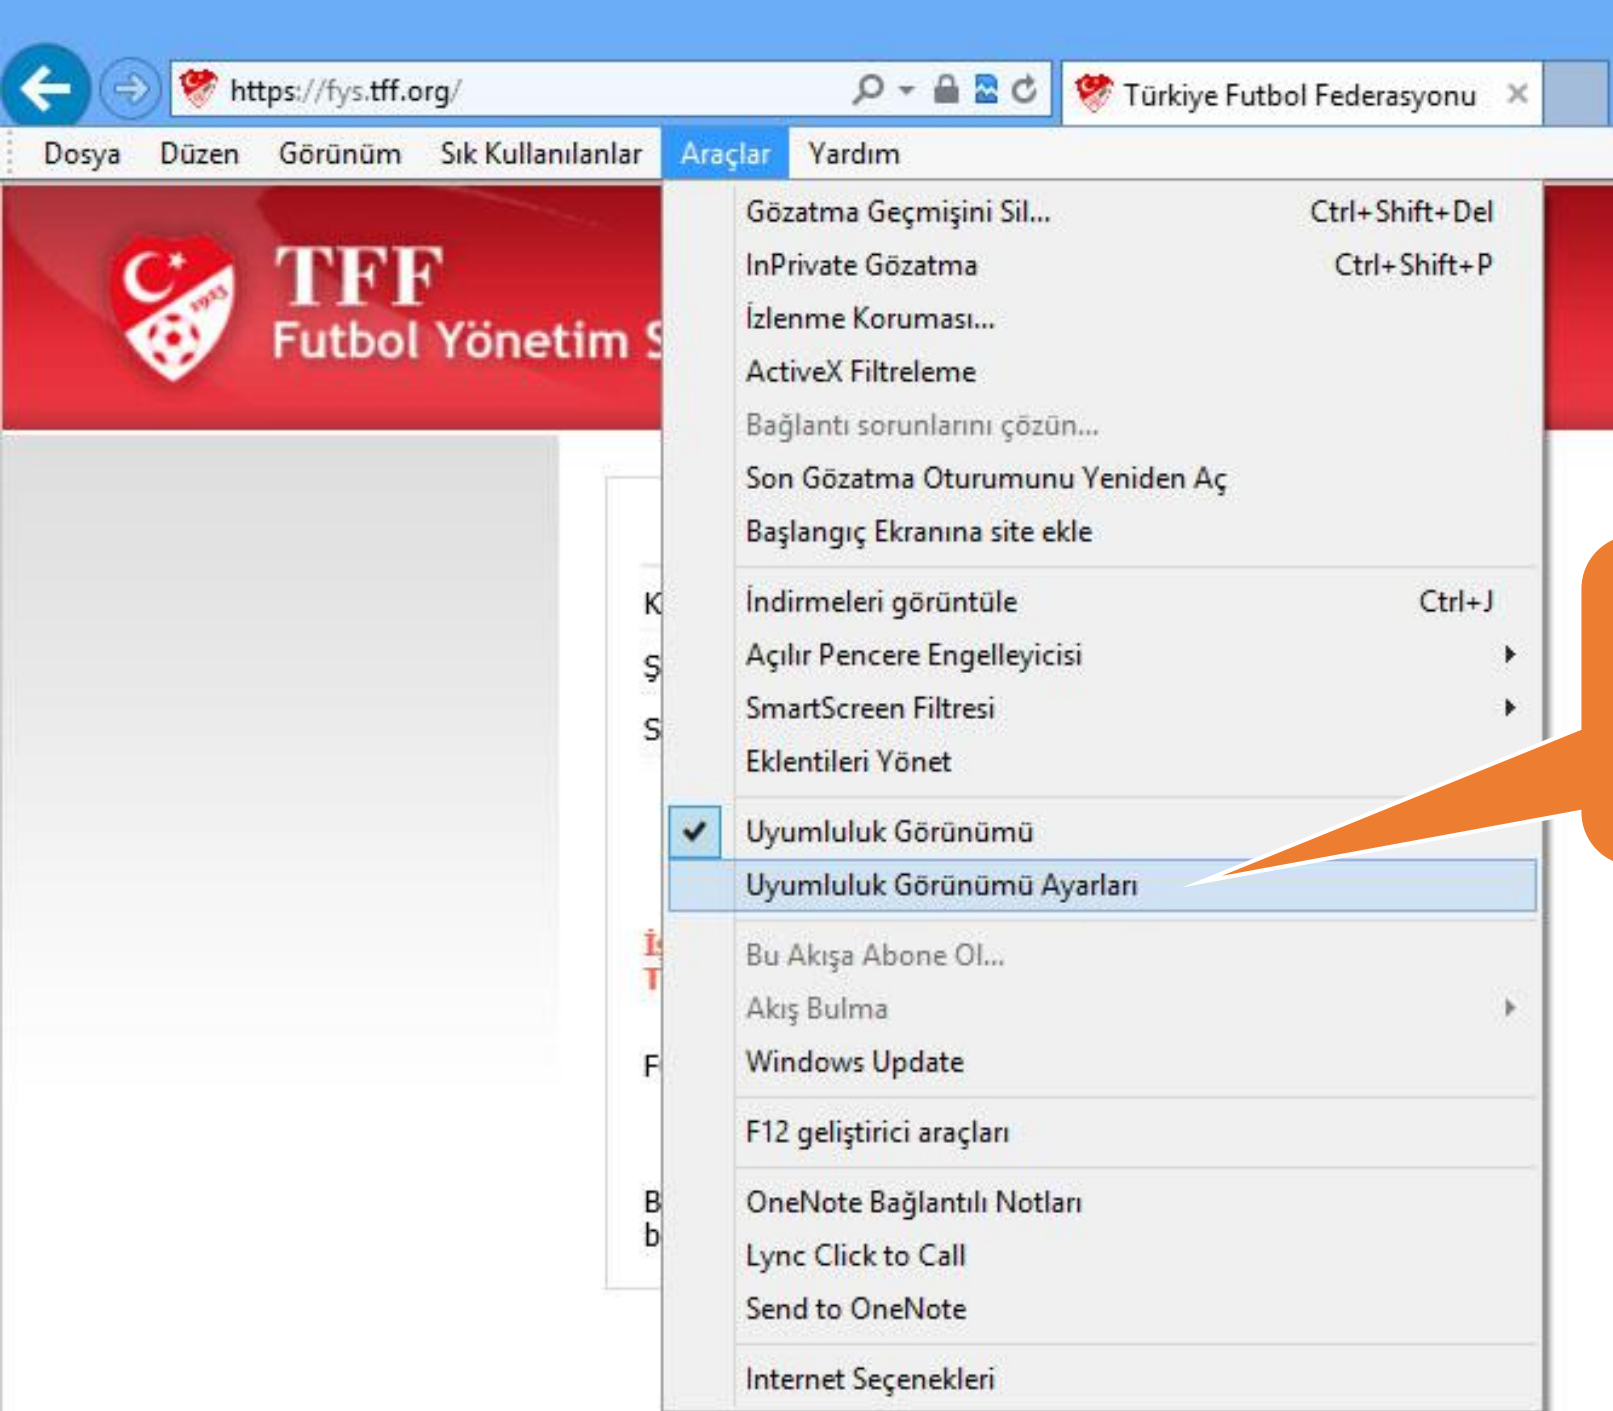 https://fys.tff.org/
Türkiye Futbol Federasyonu
Dosya Düzen Görünüm Sık Kullanılanlar Araçlar Yardım
TFF
Futbol Yönetim S
1923
Gözatma Geçmişini Sil... Ctrl+Shift+Del
InPrivate Gözatma Ctrl+Shift+P
İzlenme Koruması...
ActiveX Filtreleme
Bağlantı sorunlarını çözün...
Son Gözatma Oturumunu Yeniden Aç
Başlangıç Ekranına site ekle
K
İndirmeleri görüntüle Ctrl+J
Ş
Açılır Pencere Engelleyicisi
S
SmartScreen Filtresi
Eklentileri Yönet
Uyumluluk Görünümü
Uyumluluk Görünümü Ayarları
Bu Akışa Abone Ol...
T
Akış Bulma
F
Windows Update
F12 geliştirici araçları
B
OneNote Bağlantılı Notları
b
Lync Click to Call
Send to OneNote
Internet Seçenekleri